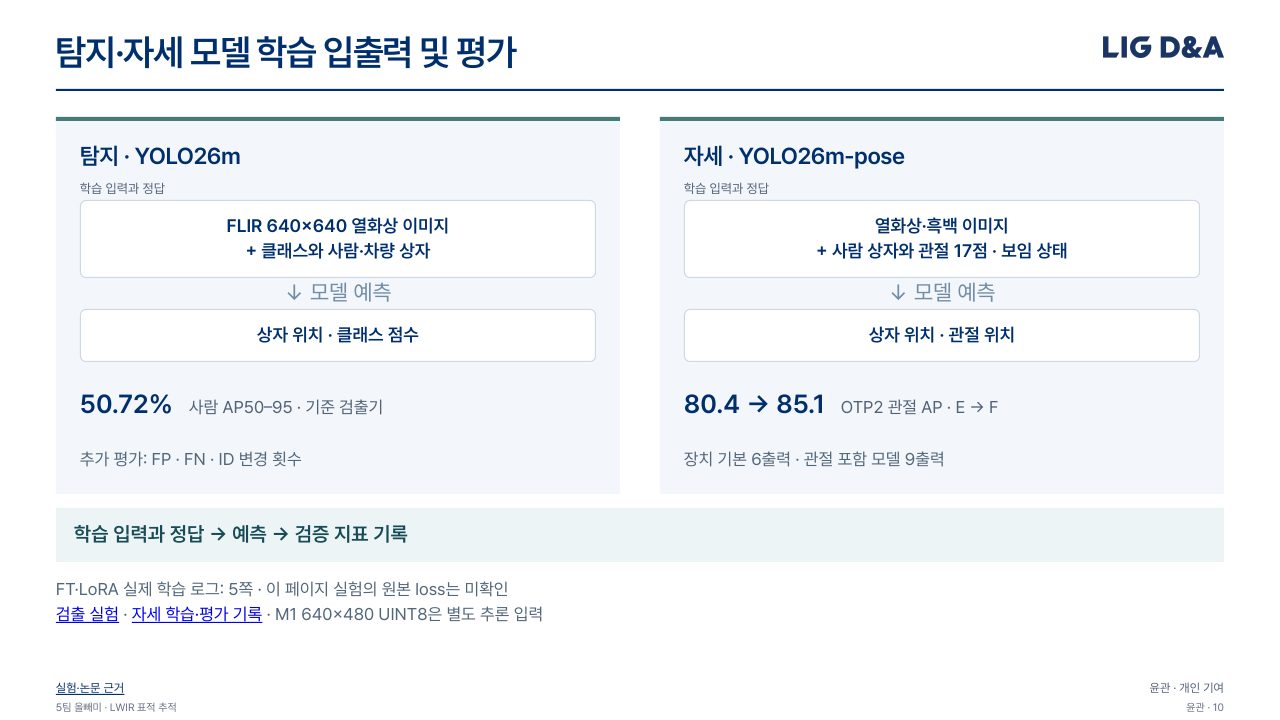 탐지·자세 모델 학습 입출력 및 평가
LIG D&A
탐지 · YOLO26m
학습 입력과 정답
FLIR 640×640 열화상 이미지
+ 클래스와 사람·차량 상자
↓ 모델 예측
상자 위치 · 클래스 점수
50.72% 사람 AP50–95 · 기준 검출기
추가 평가: FP · FN · ID 변경 횟수
자세 · YOLO26m-pose
학습 입력과 정답
열화상·흑백 이미지
+ 사람 상자와 관절 17점 · 보임 상태
↓ 모델 예측
상자 위치 · 관절 위치
80.4 → 85.1 OTP2 관절 AP · E → F
장치 기본 6출력 · 관절 포함 모델 9출력
학습 입력과 정답 → 예측 → 검증 지표 기록
FT·LoRA 실제 학습 로그: 5쪽 · 이 페이지 실험의 원본 loss는 미확인
검출 실험 · 자세 학습·평가 기록 · M1 640×480 UINT8은 별도 추론 입력
실험·논문 근거
5팀 올빼미 · LWIR 표적 추적
윤관 · 개인 기여
윤관 · 10